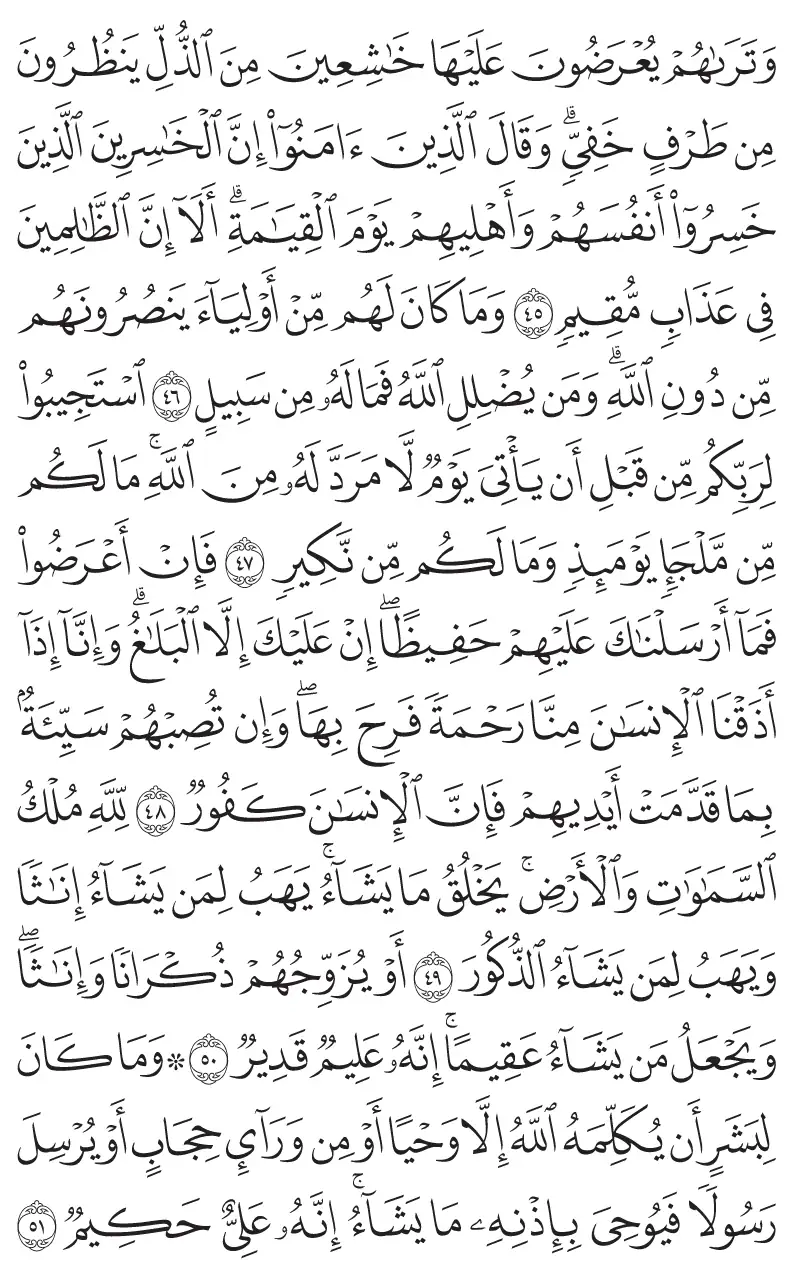 وَتَرَىٰهُمْ يُعْرَضُونَ عَلَيْهَا خَٰشِعِينَ مِنَ ٱلذُّلِّ يَنظُرُونَ
مِن طَرْفٍ خَفِيٍّۗ وَقَالَ ٱلَّذِينَ ءَامَنُوٓا۟ إِنَّ ٱلْخَٰسِرِينَ ٱلَّذِينَ
خَسِرُوٓا۟ أَنفُسَهُمْ وَأَهْلِيهِمْ يَوْمَ ٱلْقِيَٰمَةِۗ أَلَآ إِنَّ ٱلظَّٰلِمِينَ
فِى عَذَابٍ مُّقِيمٍ ٤٥ وَمَا كَانَ لَهُم مِّنْ أَوْلِيَآءَ يَنصُرُونَهُم
مِّن دُونِ ٱللَّهِۗ وَمَن يُضْلِلِ ٱللَّهُ فَمَا لَهُۥ مِن سَبِيلٍ ٤٦ ٱسْتَجِيبُوا۟
لِرَبِّكُم مِّن قَبْلِ أَن يَأْتِىَ يَوْمٌ لَّا مَرَدَّ لَهُۥ مِنَ ٱللَّهِۚ مَا لَكُم
مِّن مَّلْجَإٍ يَوْمَئِذٍ وَمَا لَكُم مِّن نَّكِيرٍ ٤٧ فَإِنْ أَعْرَضُوا۟
فَمَآ أَرْسَلْنَٰكَ عَلَيْهِمْ حَفِيظًاۖ إِنْ عَلَيْكَ إِلَّا ٱلْبَلَٰغُۗ وَإِنَّآ إِذَآ
أَذَقْنَا ٱلْإِنسَٰنَ مِنَّا رَحْمَةً فَرِحَ بِهَاۖ وَإِن تُصِبْهُمْ سَيِّئَةٌۢ
بِمَا قَدَّمَتْ أَيْدِيهِمْ فَإِنَّ ٱلْإِنسَٰنَ كَفُورٌ ٤٨ لِّلَّهِ مُلْكُ
ٱلسَّمَٰوَٰتِ وَٱلْأَرْضِۚ يَخْلُقُ مَا يَشَآءُۚ يَهَبُ لِمَن يَشَآءُ إِنَٰثًا
وَيَهَبُ لِمَن يَشَآءُ ٱلذُّكُورَ ٤٩ أَوْ يُزَوِّجُهُمْ ذُكْرَانًا وَإِنَٰثًاۖ
وَيَجْعَلُ مَن يَشَآءُ عَقِيمًاۚ إِنَّهُۥ عَلِيمٌ قَدِيرٌ ٥٠ * وَمَا كَانَ
لِبَشَرٍ أَن يُكَلِّمَهُ ٱللَّهُ إِلَّا وَحْيًا أَوْ مِن وَرَآئِ حِجَابٍ أَوْ يُرْسِلَ
رَسُولًا فَيُوحِىَ بِإِذْنِهِۦ مَا يَشَآءُۚ إِنَّهُۥ عَلِىٌّ حَكِيمٌ ٥١